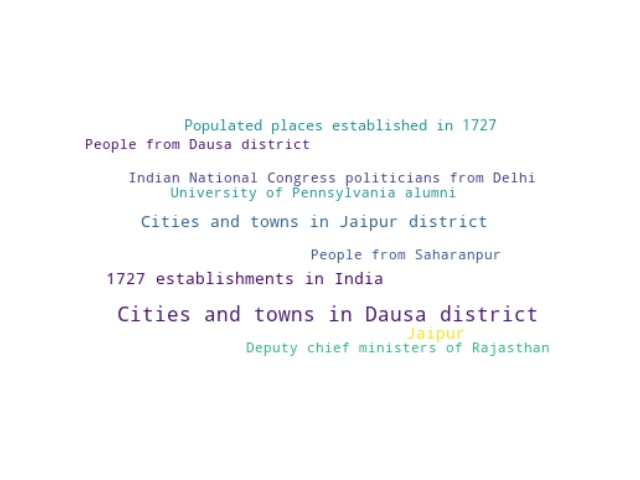 Populated places established in 1727
People from Dausa district
Indian National Congress politicians from Delhi
University of Pennsylvania alumni
Cities and towns in Jaipur district
People from Saharanpur
1727 establishments in India
Cities and towns in Dausa district
Jaipur
Deputy chief ministers of Rajasthan